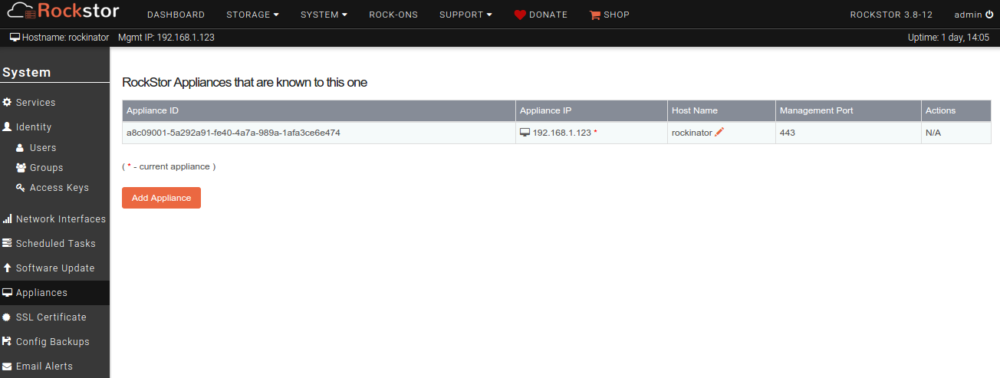 Rockstor DASHBOARD STORAGE SYSTEM ROCK-ONS SUPPORT DONATE SHOP ROCKSTOR 3.8-12 admin
Hostname: rockinator Mgmt IP: 192.168.1.123 Uptime: 1 day, 14:05
System
Services
Identity
Users
Groups
Access Keys
Network Interfaces
Scheduled Tasks
Software Update
Appliances
SSL Certificate
Config Backups
Email Alerts
RockStor Appliances that are known to this one
Appliance ID Appliance IP Host Name Management Port Actions
a8c09001-5a292a91-fe40-4a7a-989a-1afa3ce6e474 192.168.1.123 * rockinator 443 N/A
( * - current appliance )
Add Appliance